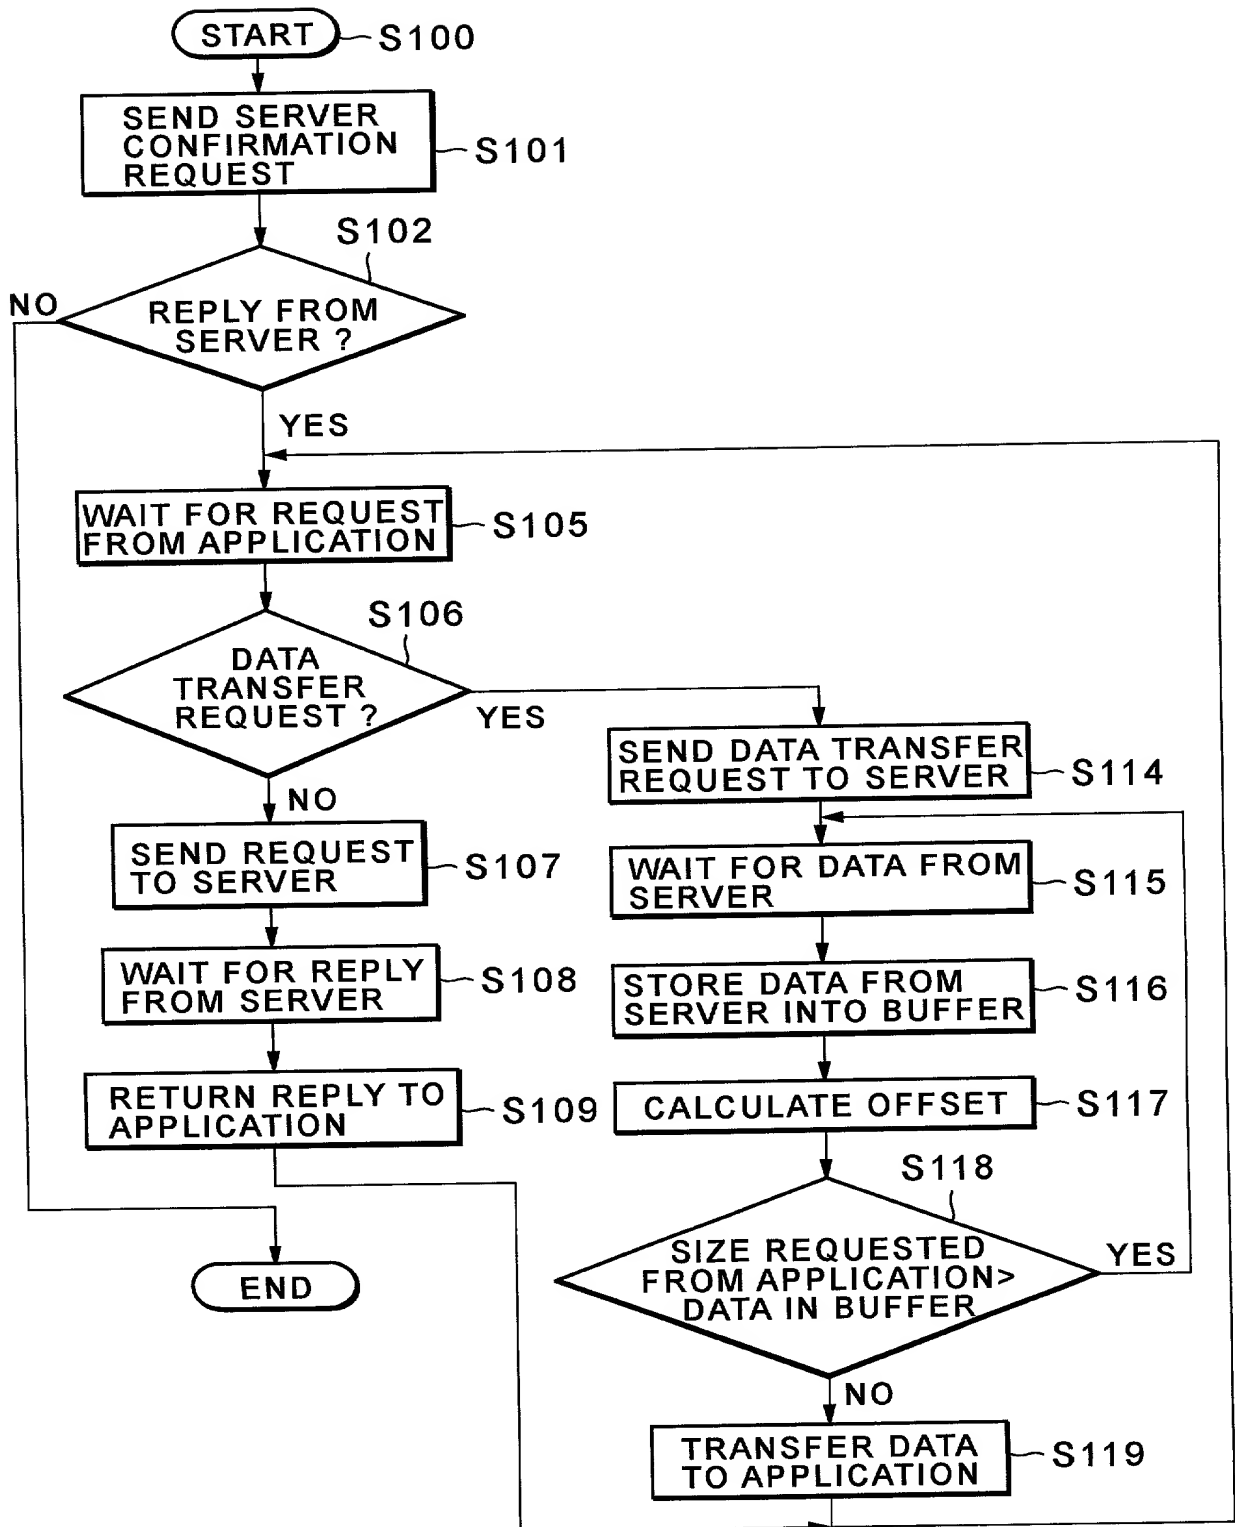 START
S100
SEND SERVER
CONFIRMATION
REQUEST
S101
S102
NO
REPLY FROM
SERVER ?
YES
WAIT FOR REQUEST
FROM APPLICATION
S105
S106
DATA
TRANSFER
REQUEST ?
YES
NO
SEND DATA TRANSFER
REQUEST TO SERVER
S114
SEND REQUEST
TO SERVER
S107
WAIT FOR DATA FROM
SERVER
S115
WAIT FOR REPLY
FROM SERVER
S108
STORE DATA FROM
SERVER INTO BUFFER
S116
RETURN REPLY TO
APPLICATION
S109
CALCULATE OFFSET
S117
S118
SIZE REQUESTED
FROM APPLICATION>
DATA IN BUFFER
YES
END
NO
TRANSFER DATA
TO APPLICATION
S119